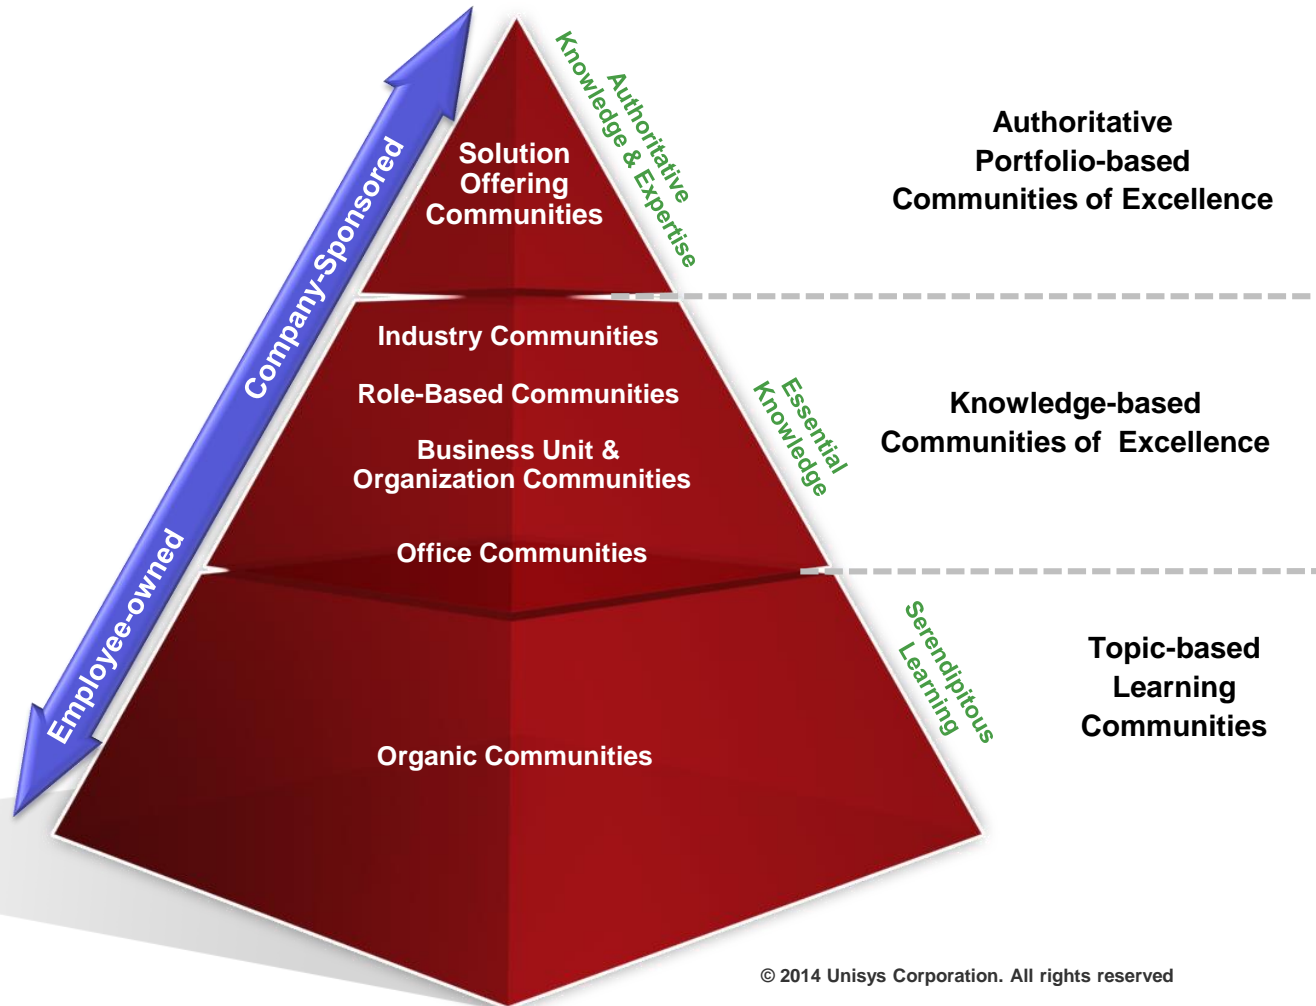 Company-Sponsored
Employee-owned
Solution
Offering
Communities
Authoritative
Knowledge & Expertise
Authoritative
Portfolio-based
Communities of Excellence
Industry Communities
Role-Based Communities
Business Unit &
Organization Communities
Office Communities
Essential
Knowledge
Knowledge-based
Communities of  Excellence
Organic Communities
Serendipitous
Learning
Topic-based
Learning
Communities
© 2014 Unisys Corporation. All rights reserved